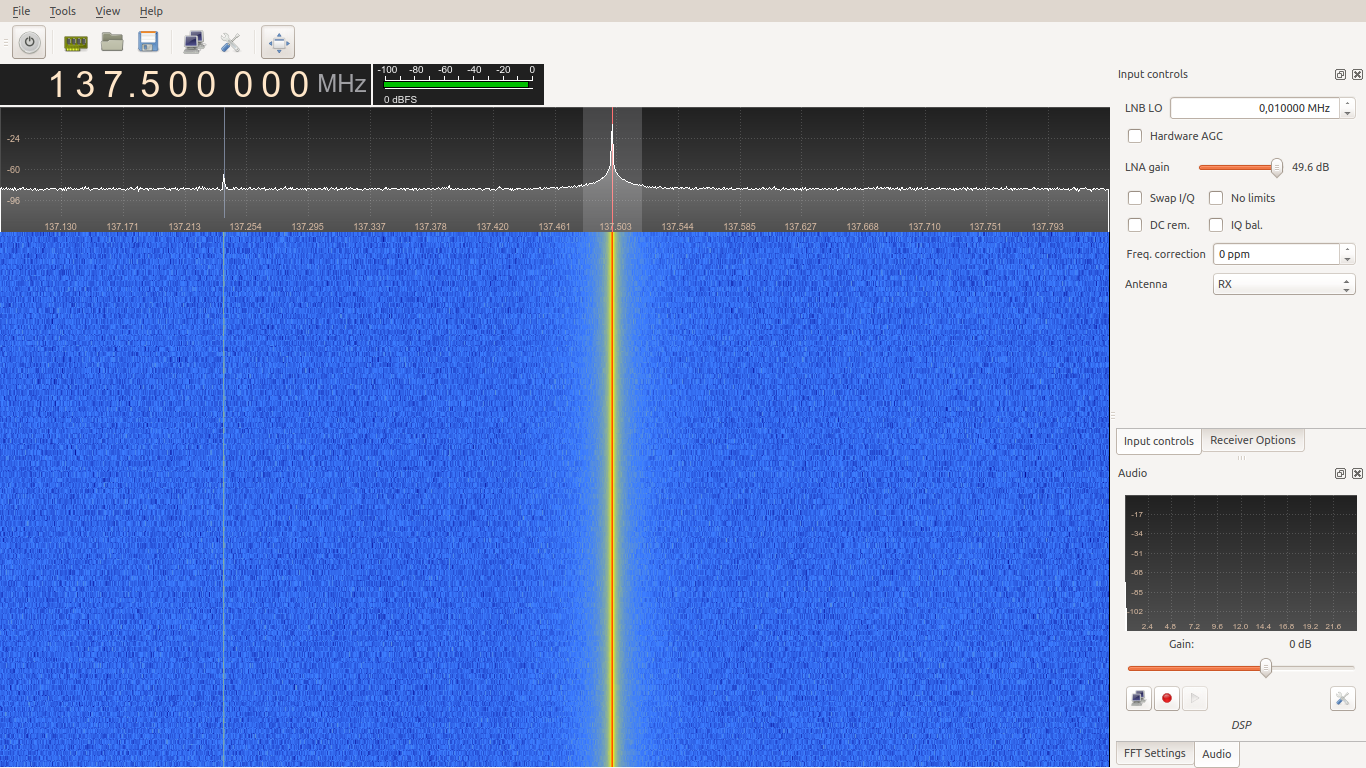 File Tools View Help
137.500 000 MHz
-100 -80 -60 -40 -20 0
0 dBFS
-24
-60
-96
137.130 137.171 137.213 137.254 137.295 137.337 137.378 137.420 137.461 137.503 137.544 137.585 137.627 137.668 137.710 137.751 137.793
Input controls
LNB LO 0,010000 MHz
Hardware AGC
LNA gain 49.6 dB
Swap I/Q No limits
DC rem. IQ bal.
Freq. correction 0 ppm
Antenna RX
Input controls Receiver Options
Audio
-17
-34
-51
-68
-85
-102
2.4 4.8 7.2 9.6 12.0 14.4 16.8 19.2 21.6
Gain: 0 dB
DSP
FFT Settings Audio